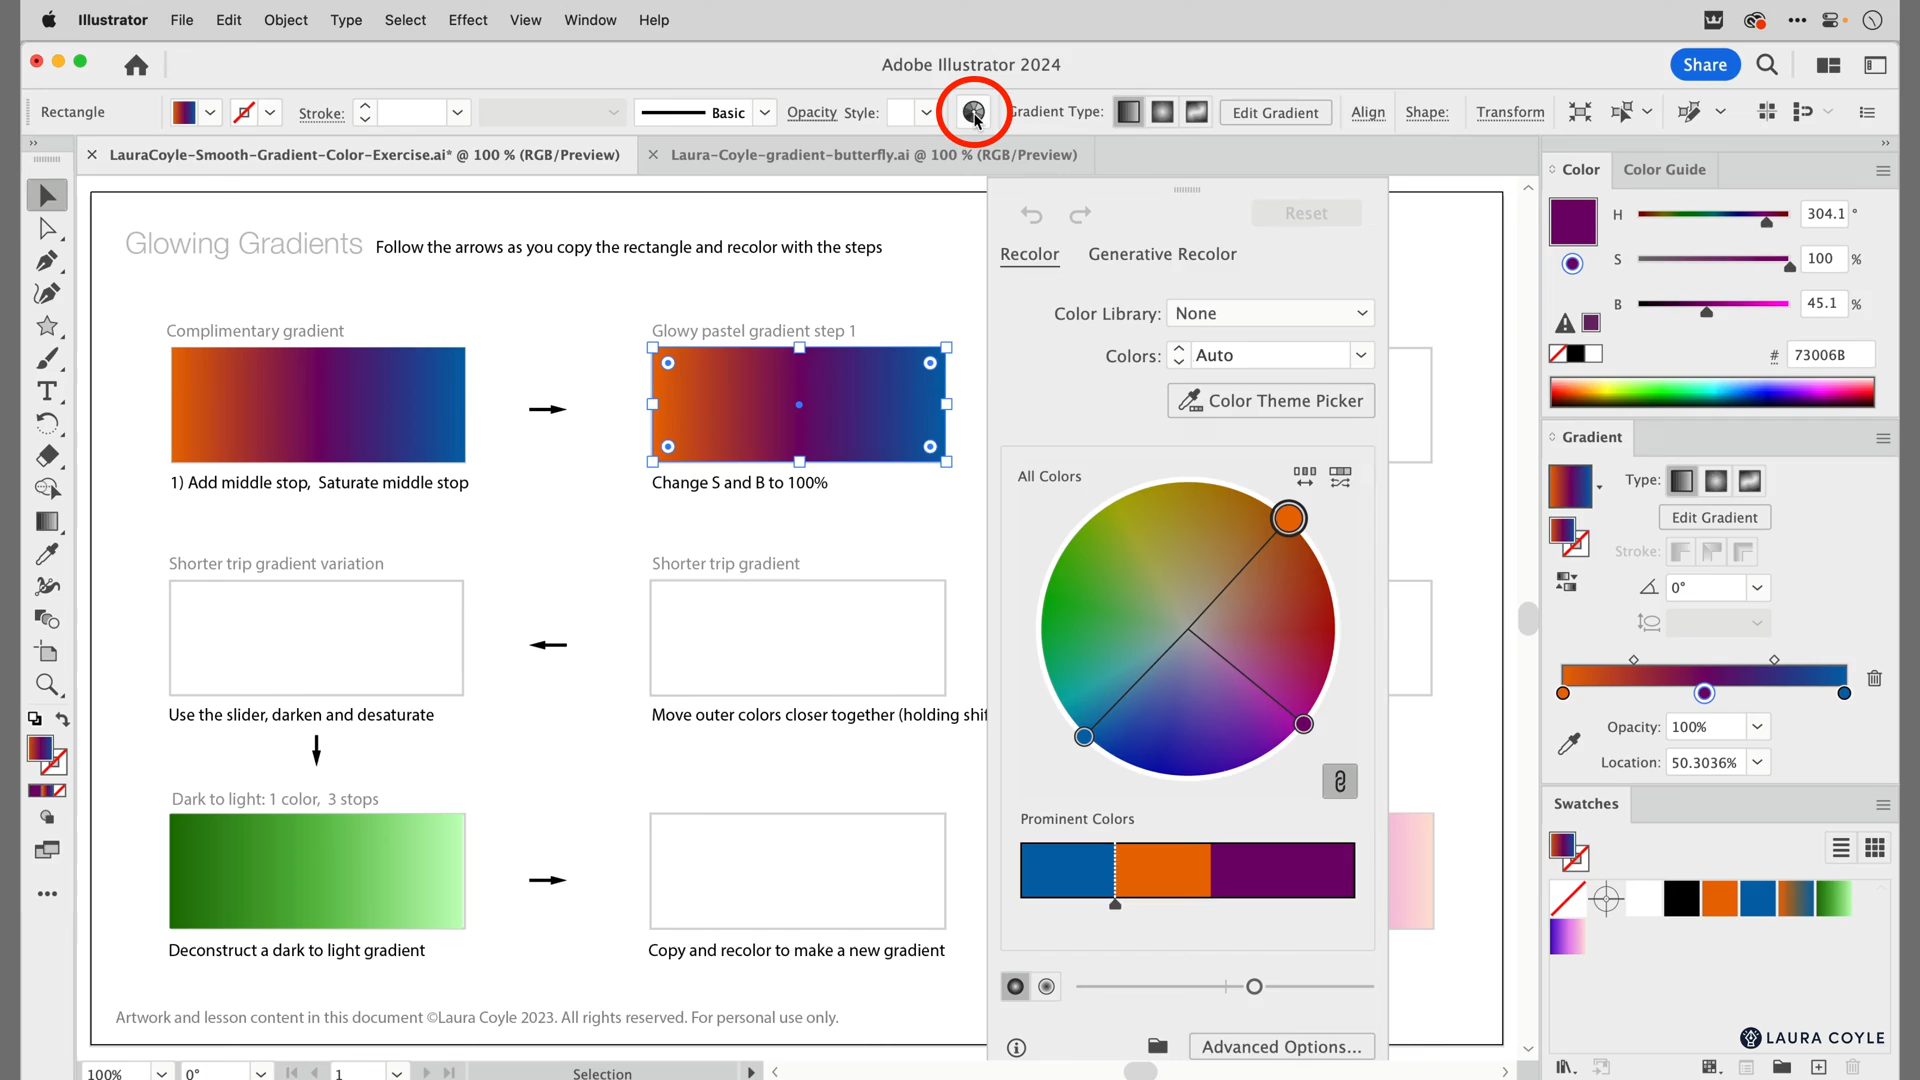 Illustrator File Edit Object Type Select Effect View Window Help
Adobe Illustrator 2024
Share
Rectangle
Stroke:
Basic
Opacity Style:
Gradient Type:
Edit Gradient
Align
Shape:
Transform
LauraCoyle-Smooth-Gradient-Color-Exercise.ai* @ 100 % (RGB/Preview)
Laura-Coyle-gradient-butterfly.ai @ 100 % (RGB/Preview)
Glowing Gradients Follow the arrows as you copy the rectangle and recolor with the steps
Complimentary gradient
Glowy pastel gradient step 1
1) Add middle stop, Saturate middle stop
Change S and B to 100%
Shorter trip gradient variation
Shorter trip gradient
Use the slider, darken and desaturate
Move outer colors closer together (holding shif
Dark to light: 1 color, 3 stops
Deconstruct a dark to light gradient
Copy and recolor to make a new gradient
Artwork and lesson content in this document ©Laura Coyle 2023. All rights reserved. For personal use only.
100%
0°
1
Selection
Reset
Recolor
Generative Recolor
Color Library: None
Colors: Auto
Color Theme Picker
All Colors
Prominent Colors
Advanced Options...
Color
Color Guide
H 304.1 °
S 100 %
B 45.1 %
# 73006B
Gradient
Type:
Edit Gradient
Stroke:
0°
Opacity: 100%
Location: 50.3036%
Swatches
LAURA COYLE